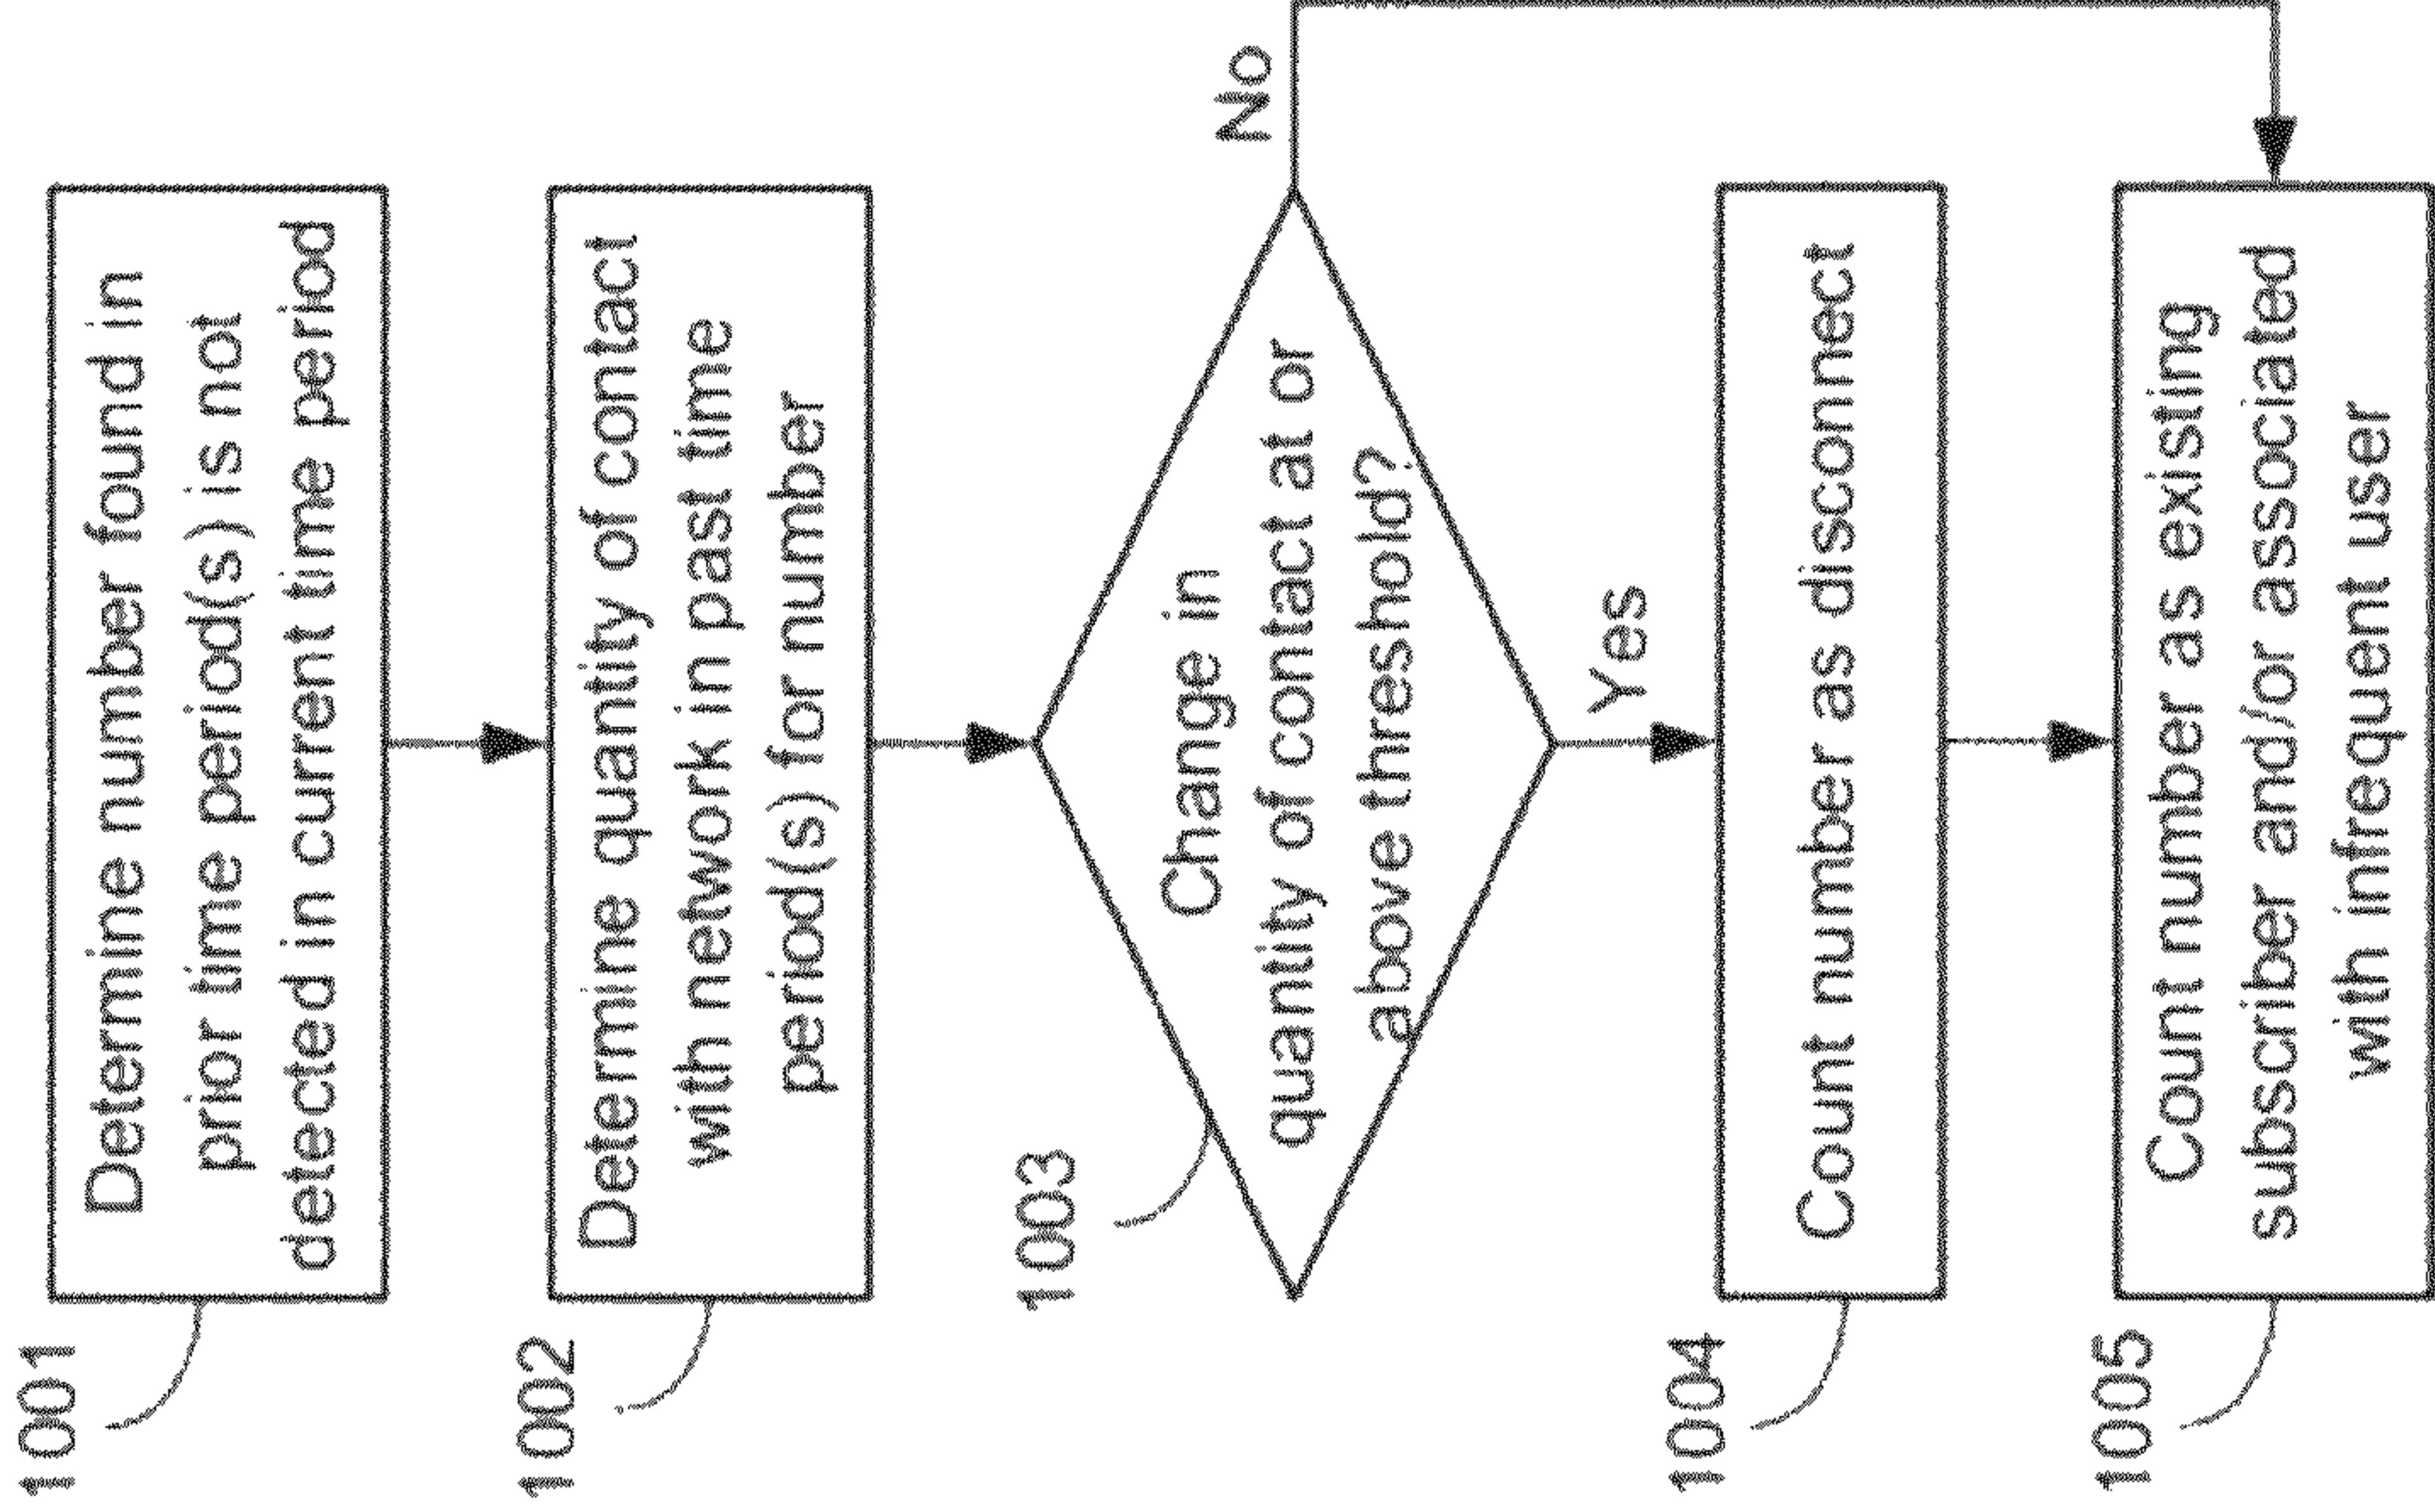 1001
Determine number found in
prior time period(s) is not
detected in current time period
1002
Determine quantity of contact
with network in past time
period(s) for number
1003
Change in
quantity of contact at or
above threshold?
No
Yes
1004
Count number as disconnect
1005
Count number as existing
subscriber and/or associated
with infrequent user